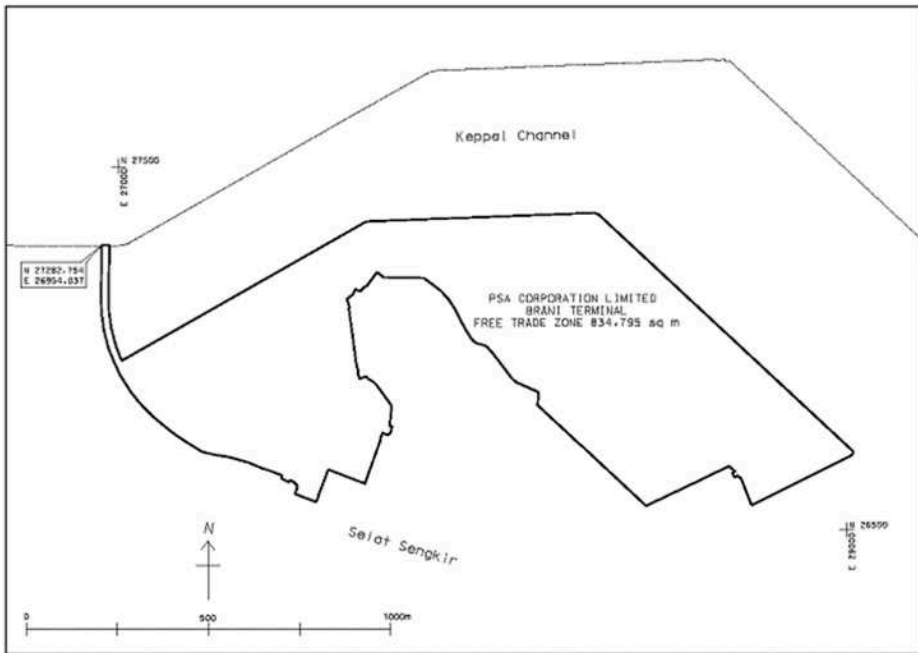 Keppal Channel
N 27500
E 27000
N 27282.754
E 26954.037
PSA CORPORATION LIMITED
BRANI TERMINAL
FREE TRADE ZONE 834.795 sq m
N 26500
E 29000
Selat Sengkir
N
0
500
1000m